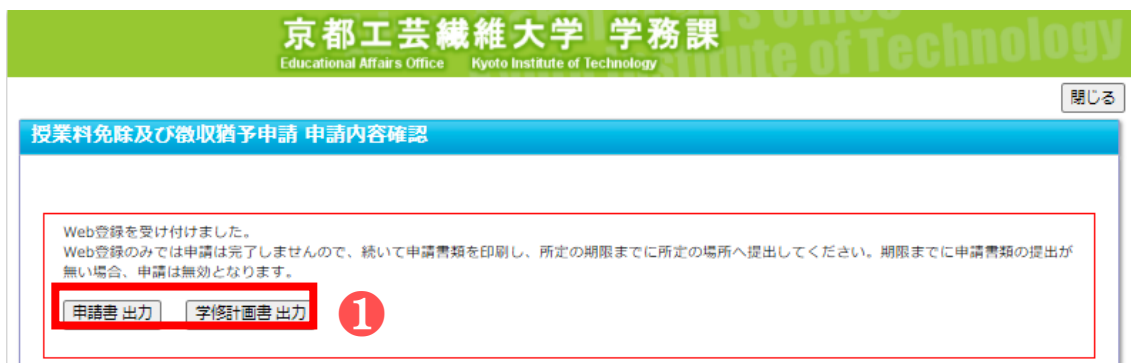 京都工芸繊維大学 学務課
Educational Affairs Office Kyoto Institute of Technology
閉じる
授業料免除及び徴収猶予申請 申請内容確認
Web登録を受け付けました。
Web登録のみでは申請は完了しませんので、続いて申請書類を印刷し、所定の期限までに所定の場所へ提出してください。期限までに申請書類の提出が
無い場合、申請は無効となります。
申請書 出力 学修計画書 出力 1